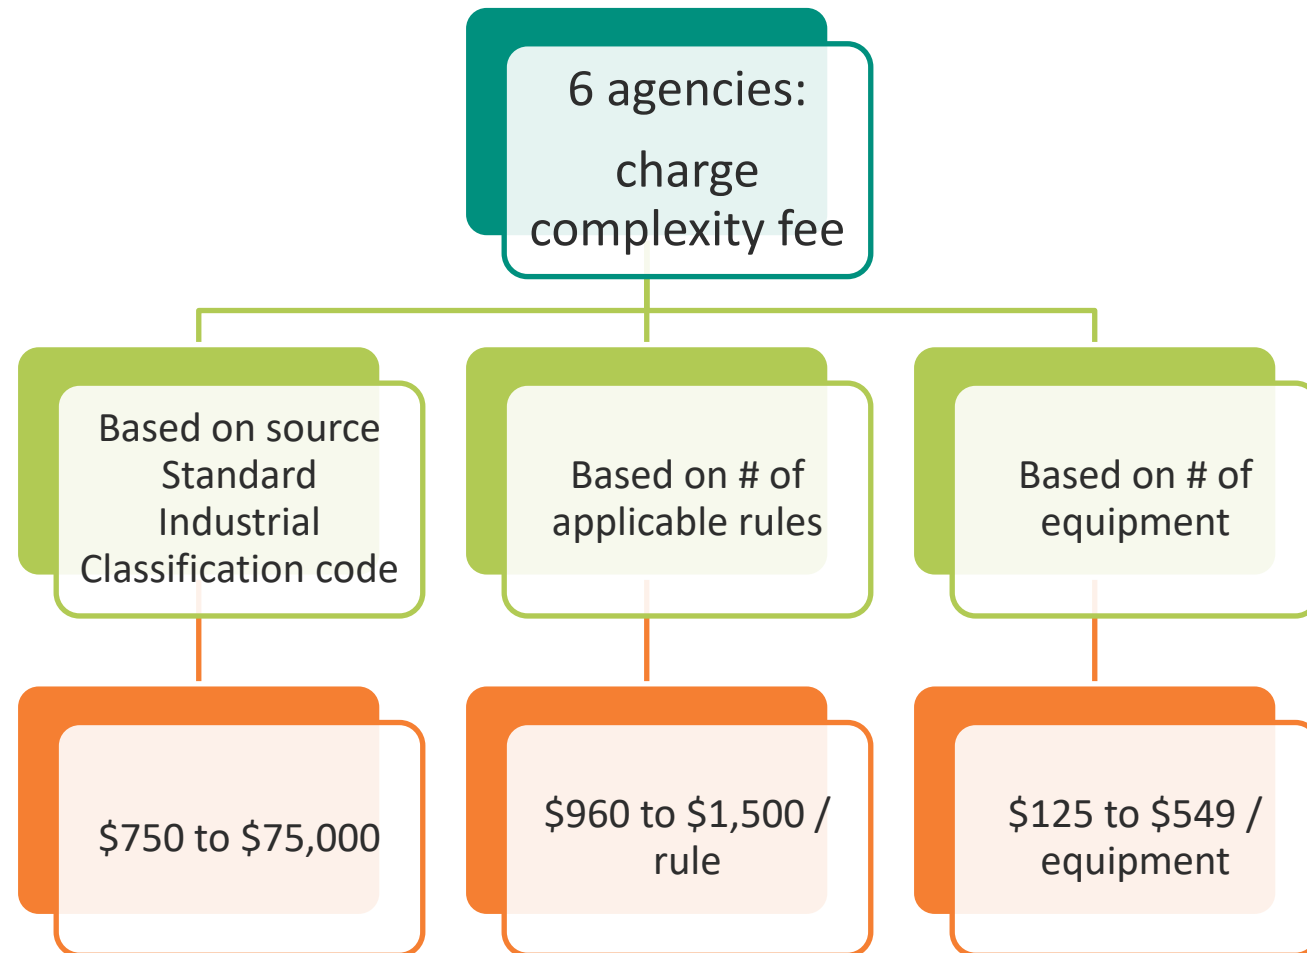 6 agencies:
charge
complexity fee
Based on source
Standard
Industrial
Classification code
Based on # of
applicable rules
Based on # of
equipment
$750 to $75,000
$960 to $1,500 /
rule
$125 to $549 /
equipment